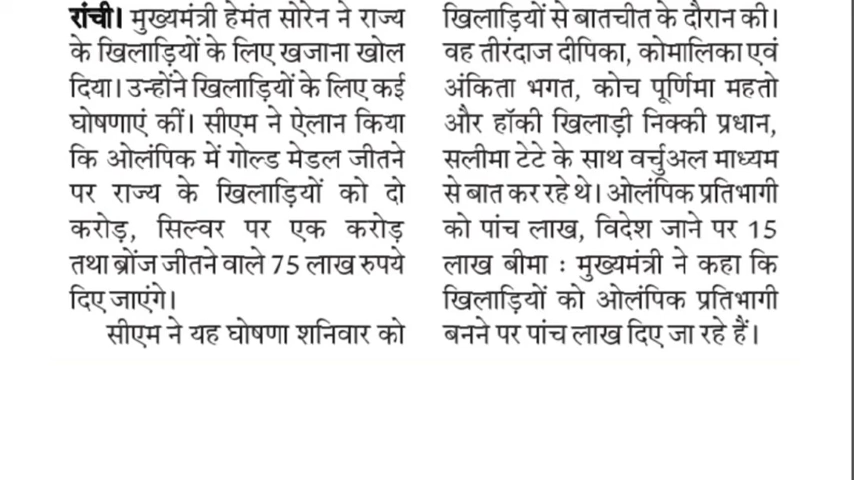 रांची। मुख्यमंत्री हेमंत सोरेन ने राज्य
के खिलाड़ियों के लिए खजाना खोल
दिया। उन्होंने खिलाड़ियों के लिए कई
घोषणाएं कीं। सीएम ने ऐलान किया
कि ओलंपिक में गोल्ड मेडल जीतने
पर राज्य के खिलाड़ियों को दो
करोड़, सिल्वर पर एक करोड़
तथा ब्रोंज जीतने वाले 75 लाख रुपये
दिए जाएंगे।
सीएम ने यह घोषणा शनिवार को
खिलाड़ियों से बातचीत के दौरान की।
वह तीरंदाज दीपिका, कोमालिका एवं
अंकिता भगत, कोच पूर्णिमा महतो
और हॉकी खिलाड़ी निक्की प्रधान,
सलीमा टेटे के साथ वर्चुअल माध्यम
से बात कर रहे थे। ओलंपिक प्रतिभागी
को पांच लाख, विदेश जाने पर 15
लाख बीमा : मुख्यमंत्री ने कहा कि
खिलाड़ियों को ओलंपिक प्रतिभागी
बनने पर पांच लाख दिए जा रहे हैं।